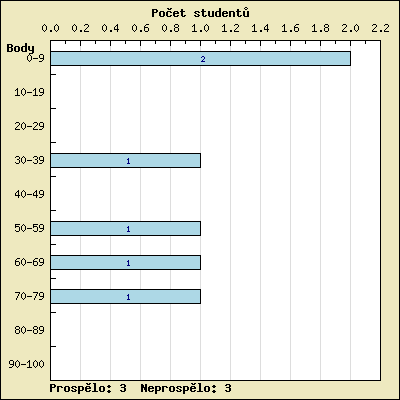 Počet studentů
0.0 0.2 0.4 0.6 0.8 1.0 1.2 1.4 1.6 1.8 2.0 2.2
Body
0-9 2
10-19
20-29
30-39 1
40-49
50-59 1
60-69 1
70-79 1
80-89
90-100
Prospělo: 3 Neprospělo: 3